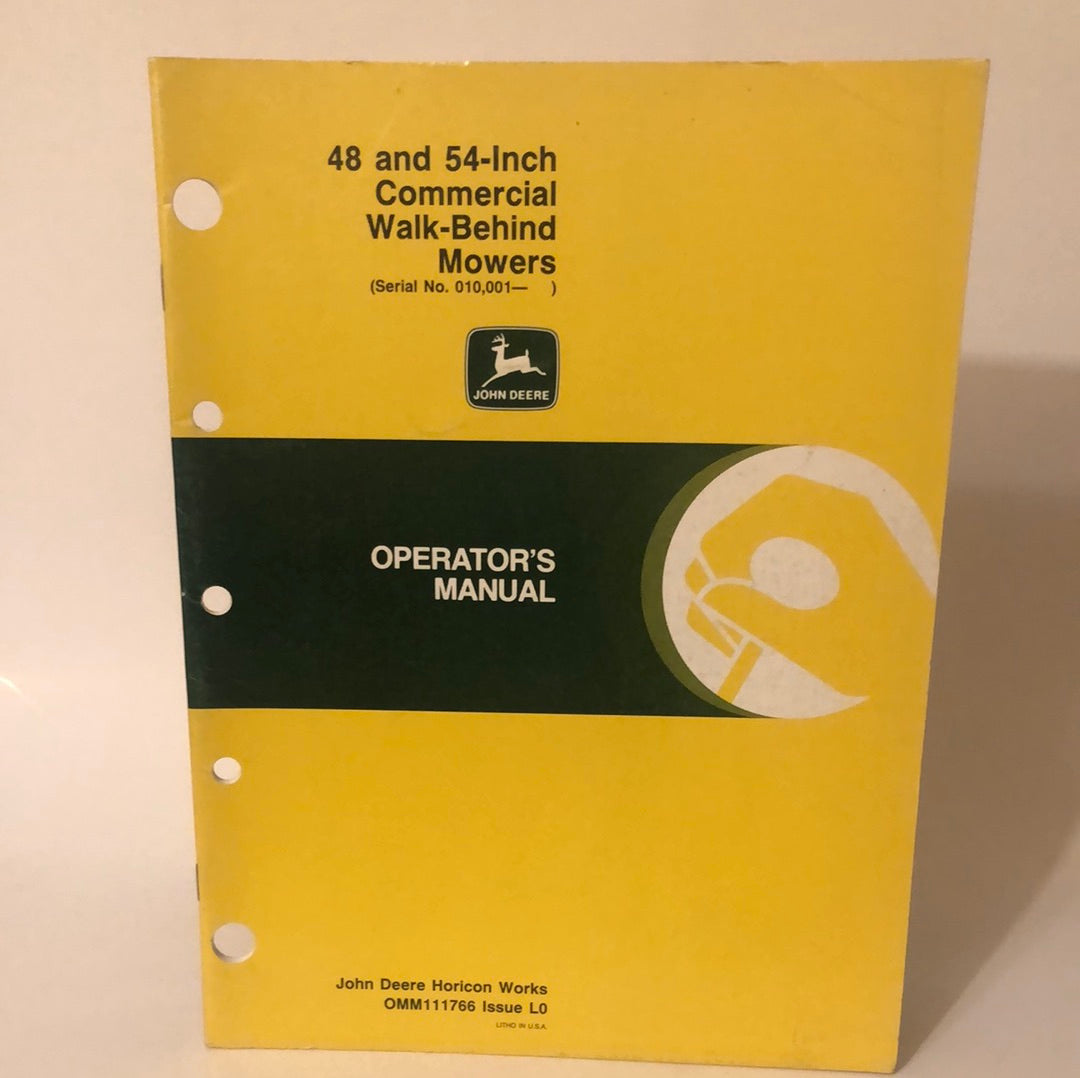 48 and 54-Inch
Commercial
Walk-Behind
Mowers
(Serial No. 010,001— )
JOHN DEERE
OPERATOR'S
MANUAL
John Deere Horicon Works
OMM111766 Issue L0
LITHO IN U.S.A.